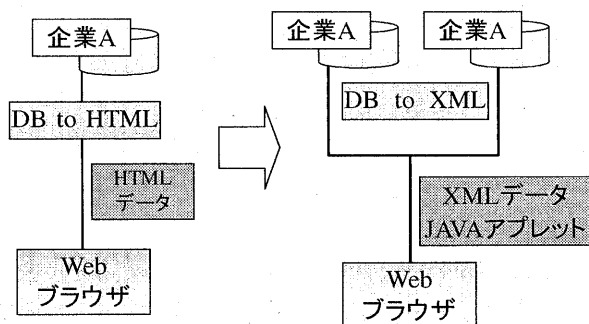 企業A
DB to HTML
HTML
データ
Web
ブラウザ
企業A
企業A
DB to XML
XMLデータ
JAVAアプレット
Web
ブラウザ